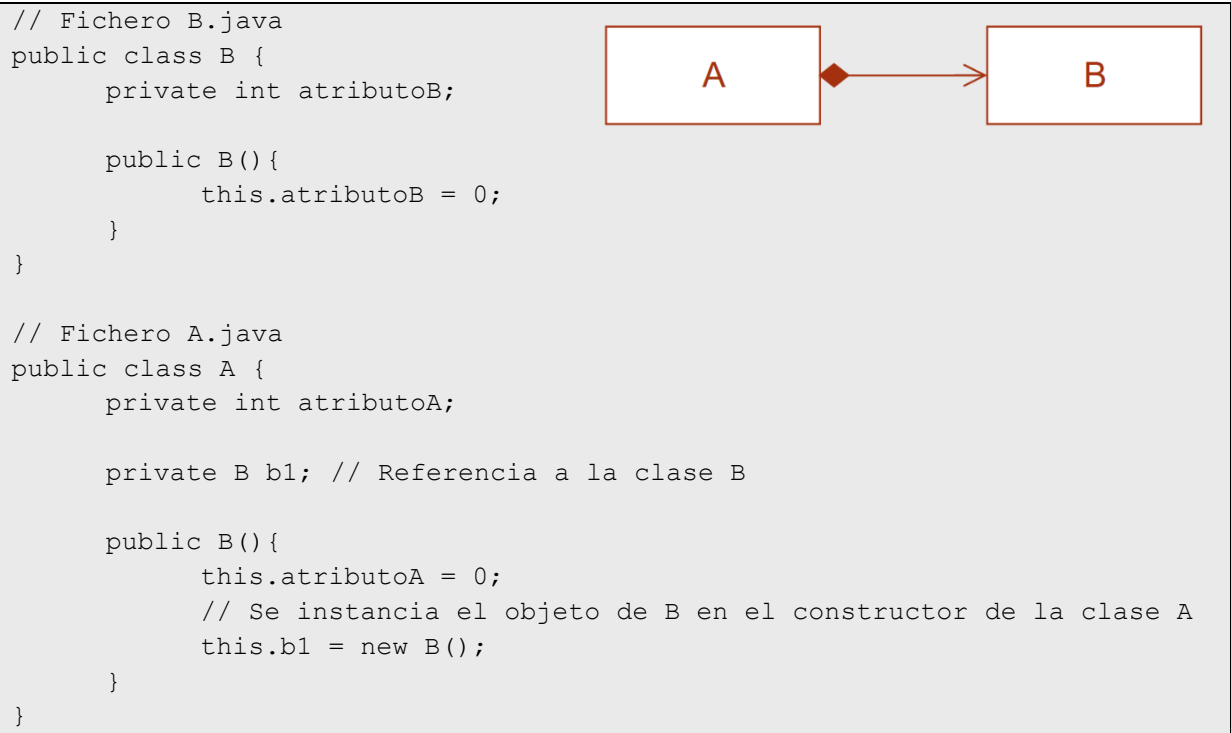 // Fichero B.java
public class B {
private int atributoB;
public B(){
this.atributoB = 0;
}
}
// Fichero A.java
public class A {
private int atributoA;
private B b1; // Referencia a la clase B
public B(){
this.atributoA = 0;
// Se instancia el objeto de B en el constructor de la clase A
this.b1 = new B();
}
}
A
B